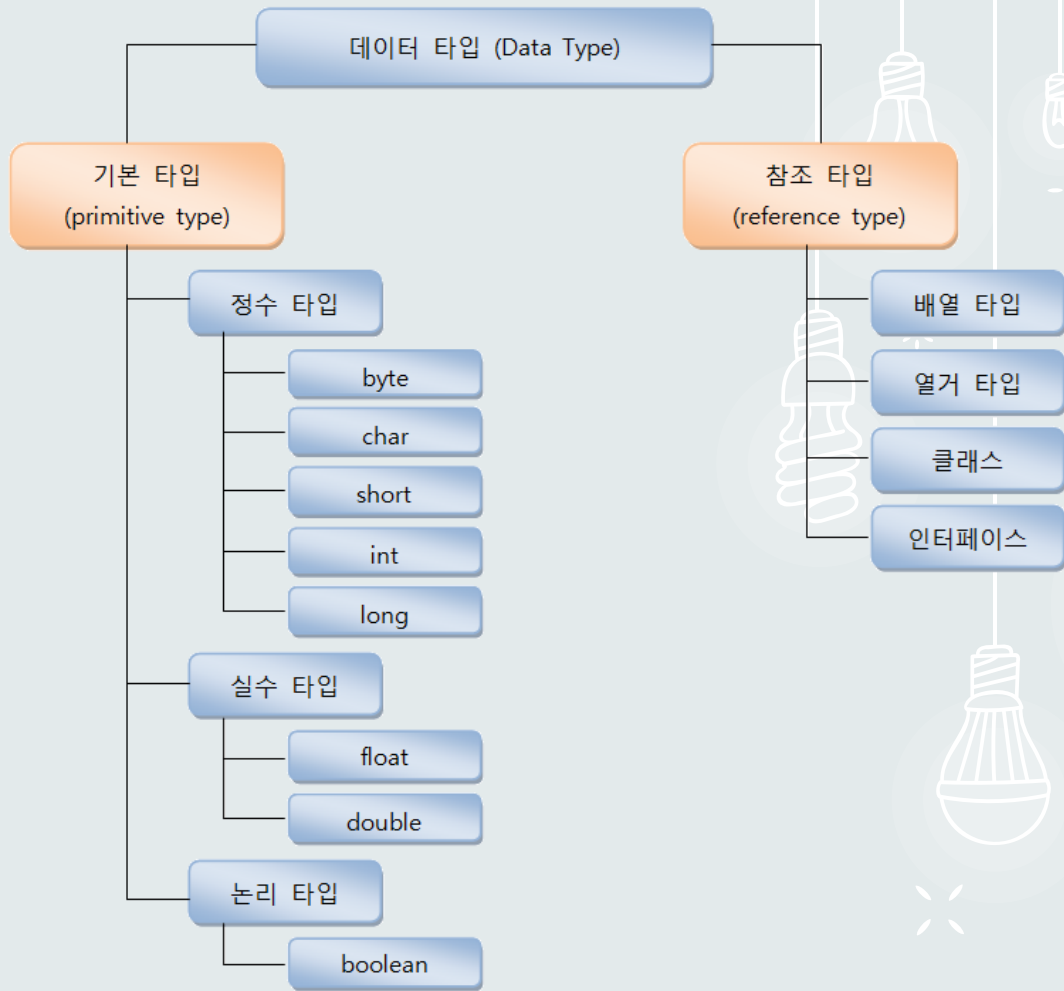 데이터 타입 (Data Type)
기본 타입
(primitive type)
정수 타입
byte
char
short
int
long
실수 타입
float
double
논리 타입
boolean
참조 타입
(reference type)
배열 타입
열거 타입
클래스
인터페이스